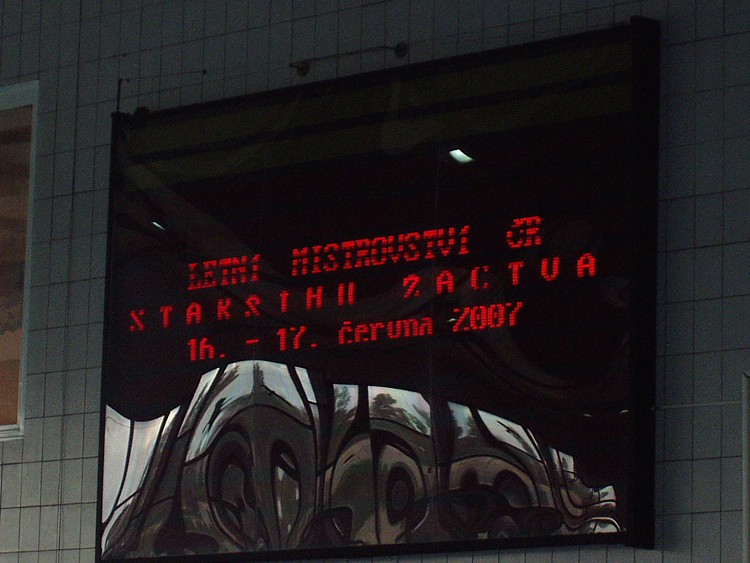 LETNÍ MISTROVSTVÍ ČR
STARŠÍHO ŽACTVA
16. - 17. června 2007